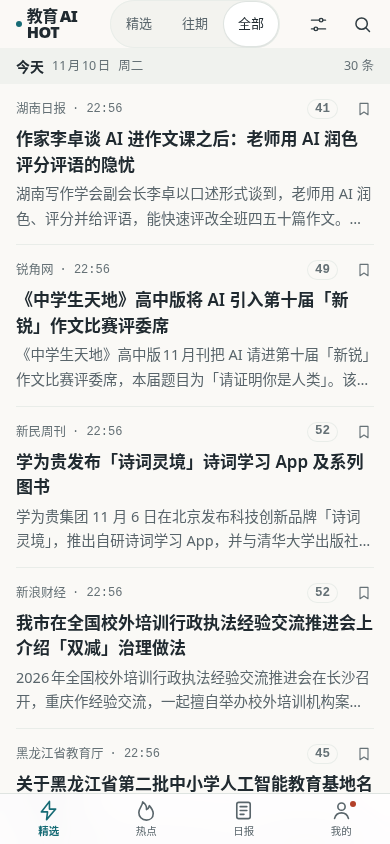 教育AI
HOT
精选
往期
全部
今天 11月10日 周二
30 条
湖南日报 · 22:56
41
作家李卓谈 AI 进作文课之后：老师用 AI 润色
评分评语的隐忧
湖南写作学会副会长李卓以口述形式谈到，老师用 AI 润
色、评分并给评语，能快速评改全班四五十篇作文。...
锐角网 · 22:56
49
《中学生天地》高中版将 AI 引入第十届「新
锐」作文比赛评委席
《中学生天地》高中版11月刊把 AI 请进第十届「新锐」
作文比赛评委席，本届题目为「请证明你是人类」。该...
新民周刊 · 22:56
52
学为贵发布「诗词灵境」诗词学习 App 及系列
图书
学为贵集团 11 月 6 日在北京发布科技创新品牌「诗词
灵境」，推出自研诗词学习 App，并与清华大学出版社...
新浪财经 · 22:56
52
我市在全国校外培训行政执法经验交流推进会上
介绍「双减」治理做法
2026年全国校外培训行政执法经验交流推进会在长沙召
开，重庆作经验交流，一起擅自举办校外培训机构案...
黑龙江省教育厅 · 22:56
45
关于黑龙江省第二批中小学人工智能教育基地名
精选
热点
日报
我的